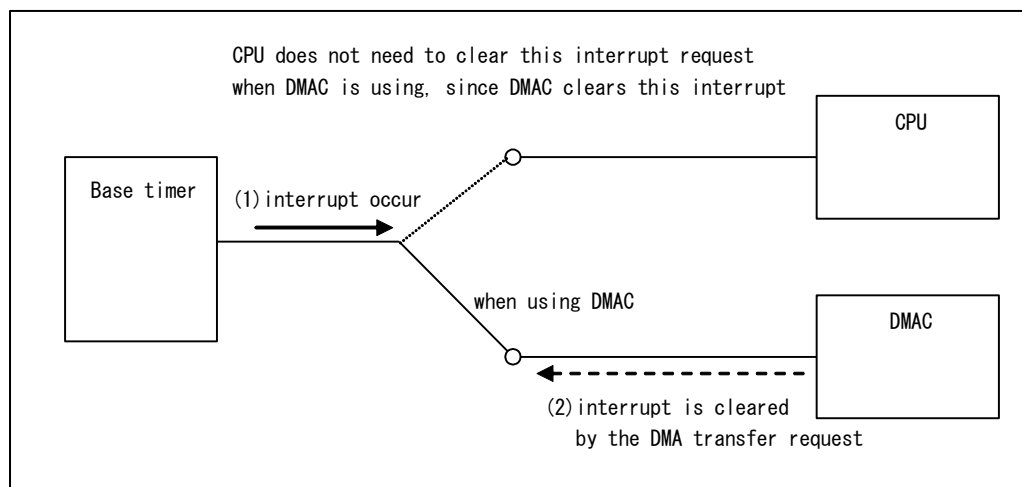 CPU does not need to clear this interrupt request
when DMAC is using, since DMAC clears this interrupt
CPU
Base timer
(1)interrupt occur
when using DMAC
DMAC
(2)interrupt is cleared
by the DMA transfer request